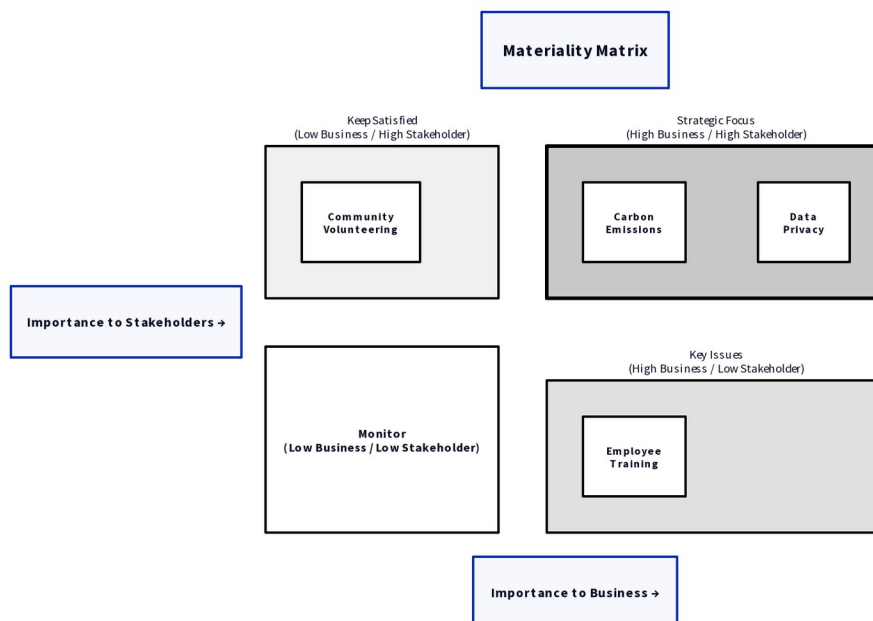 Materiality Matrix
Keep Satisfied
(Low Business / High Stakeholder)
Strategic Focus
(High Business / High Stakeholder)
Community
Volunteering
Carbon
Emissions
Data
Privacy
Importance to Stakeholders →
Key Issues
(High Business / Low Stakeholder)
Monitor
(Low Business / Low Stakeholder)
Employee
Training
Importance to Business →